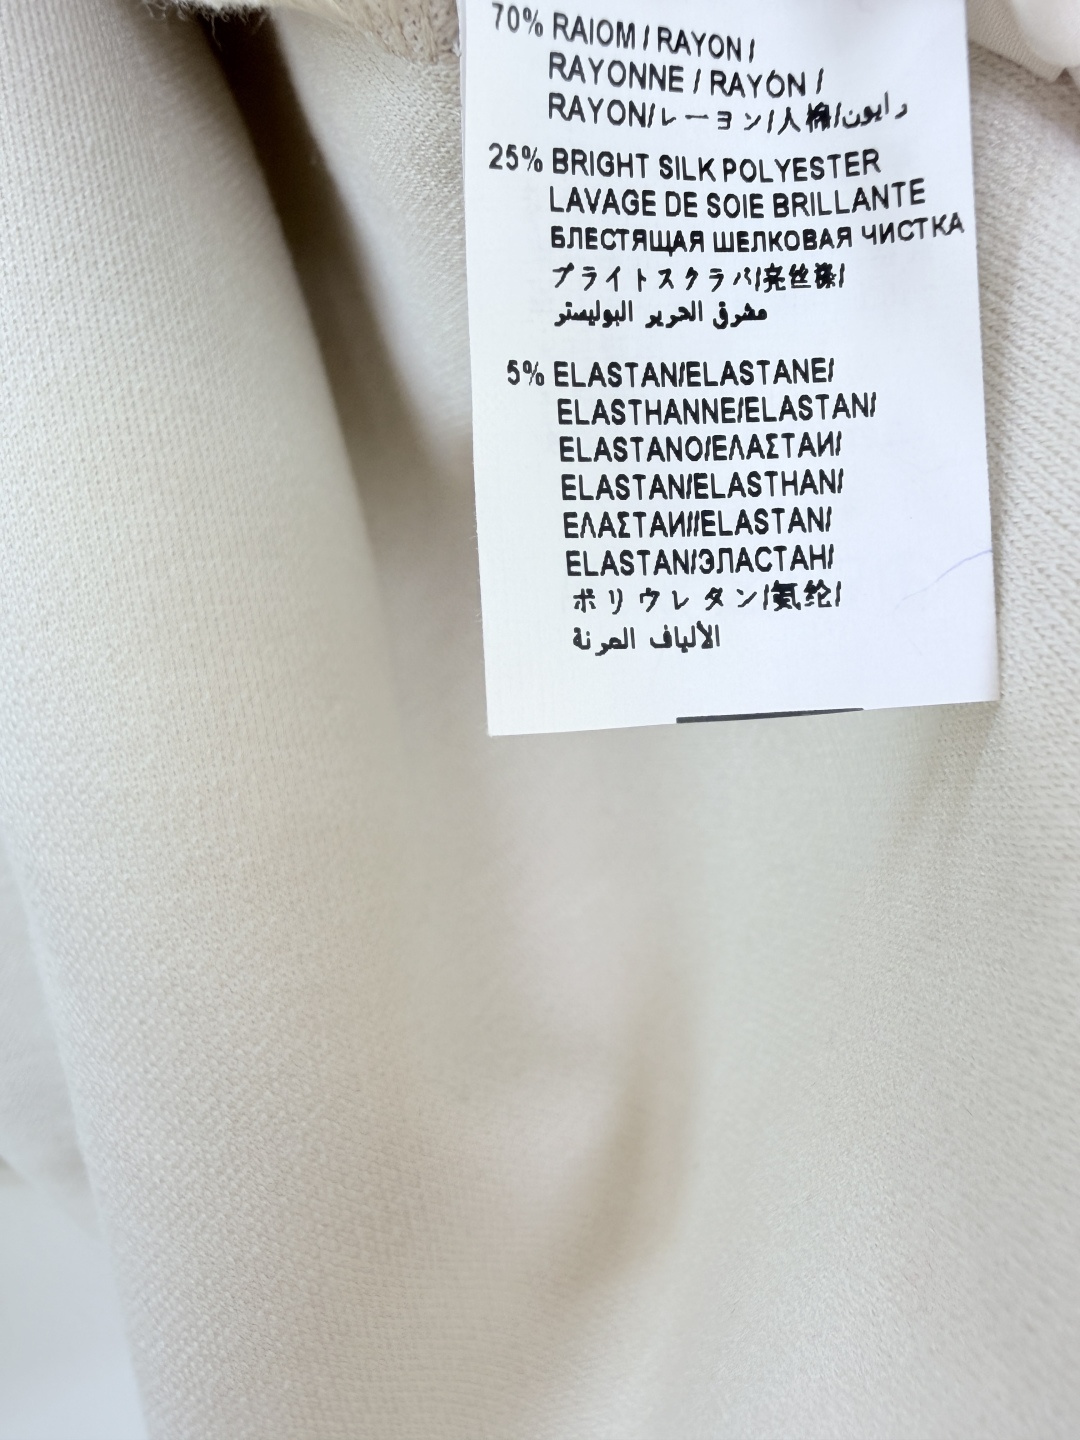 70% RAIOM / RAYON /
RAYONNE / RAYÓN /
RAYON/レーヨン/人棉/رايون
25% BRIGHT SILK POLYESTER
LAVAGE DE SOIE BRILLANTE
БЛЕСТЯЩАЯ ШЕЛКОВАЯ ЧИСТКА
ブライトスクラバ/亮丝涤/
مشرق الحرير البوليستر
5% ELASTAN/ELASTANE/
ELASTHANNE/ELASTAN/
ELASTANO/ΕΛΑΣΤΑИ/
ELASTAN/ELASTHAN/
ΕΛΑΣΤΑИ//ELASTAN/
ELASTAN/ЭЛАСТАН/
ポリウレタン/氨纶/
الألياف المرنة